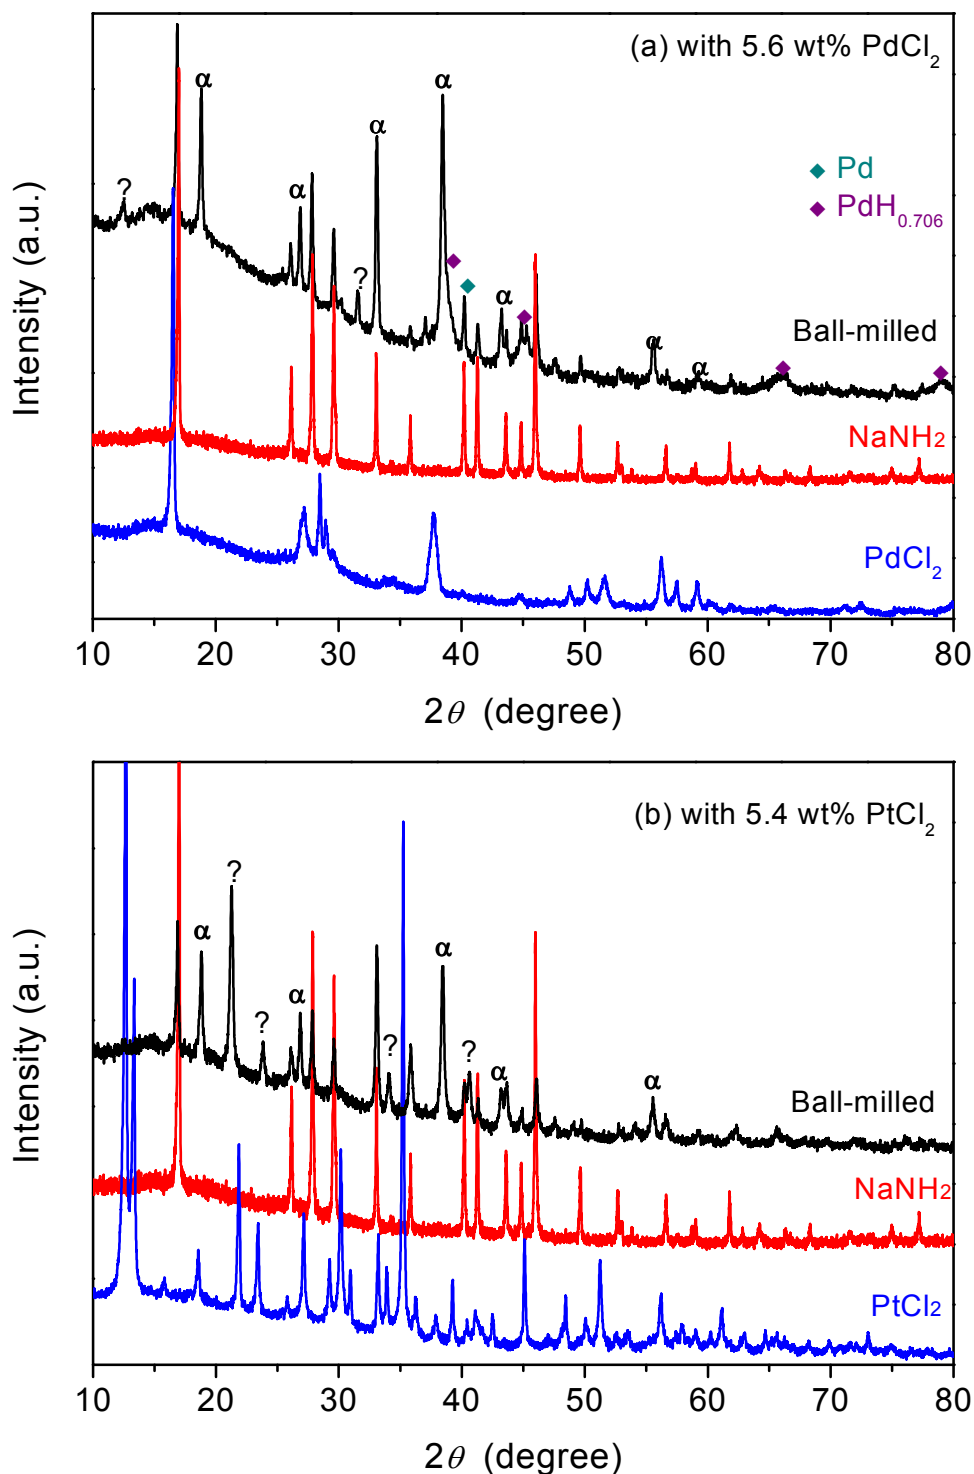 (a) with 5.6 wt% PdCl₂
α
α
α
α
?
Pd
PdH₀.₇₀₆
?
α
α
α
Ball-milled
NaNH₂
PdCl₂
Intensity (a.u.)
10 20 30 40 50 60 70 80
2θ (degree)
(b) with 5.4 wt% PtCl₂
?
α
α
?
?
?
α
α
Ball-milled
NaNH₂
PtCl₂
Intensity (a.u.)
10 20 30 40 50 60 70 80
2θ (degree)